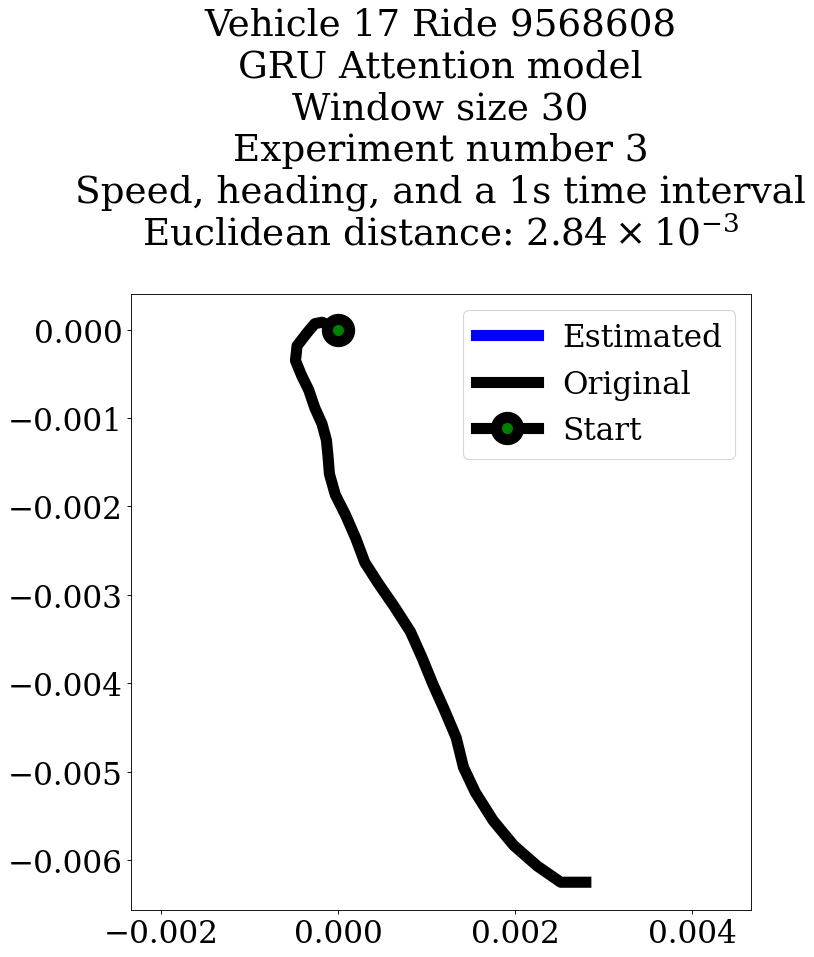 Vehicle 17 Ride 9568608
GRU Attention model
Window size 30
Experiment number 3
Speed, heading, and a 1s time interval
Euclidean distance: 2.84 × 10⁻³
Estimated
Original
Start
0.000
−0.001
−0.002
−0.003
−0.004
−0.005
−0.006
−0.002
0.000
0.002
0.004